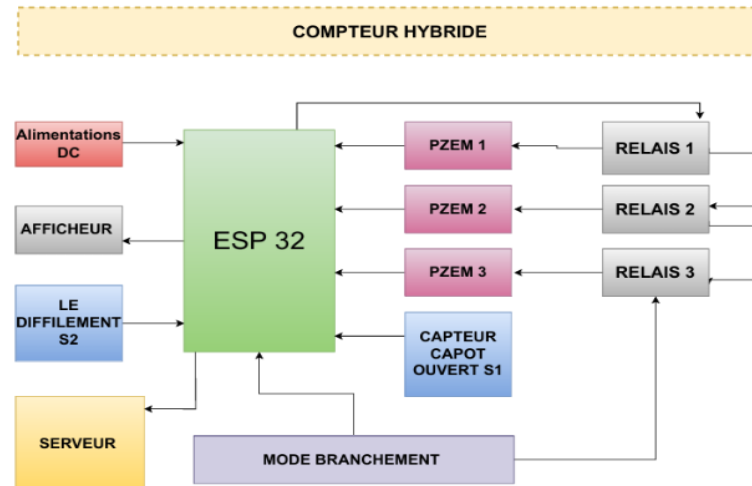 COMPTEUR HYBRIDE
Alimentations
DC
PZEM 1
RELAIS 1
AFFICHEUR
ESP 32
PZEM 2
RELAIS 2
PZEM 3
RELAIS 3
LE
DIFFILEMENT
S2
CAPTEUR
CAPOT
OUVERT S1
SERVEUR
MODE BRANCHEMENT